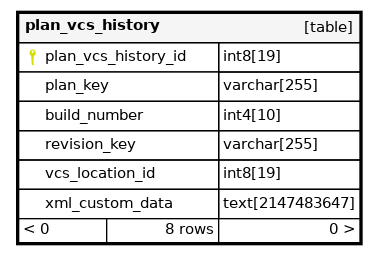 plan_vcs_history [table]
plan_vcs_history_id int8[19]
plan_key varchar[255]
build_number int4[10]
revision_key varchar[255]
vcs_location_id int8[19]
xml_custom_data text[2147483647]
< 0 8 rows 0 >